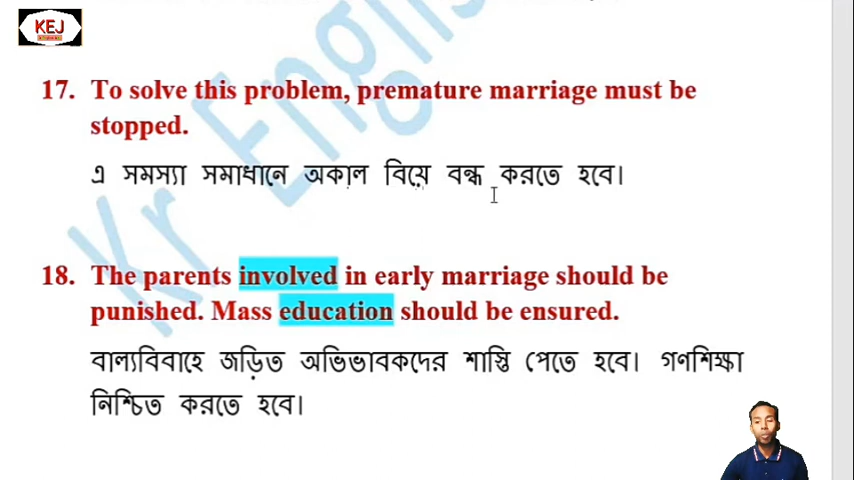 KEJ
17. To solve this problem, premature marriage must be
stopped.
এ সমস্যা সমাধানে অকাল বিয়ে বন্ধ করতে হবে।
18. The parents involved in early marriage should be
punished. Mass education should be ensured.
বাল্যবিবাহে জড়িত অভিভাবকদের শাস্তি পেতে হবে। গণশিক্ষা
নিশ্চিত করতে হবে।
Kr English